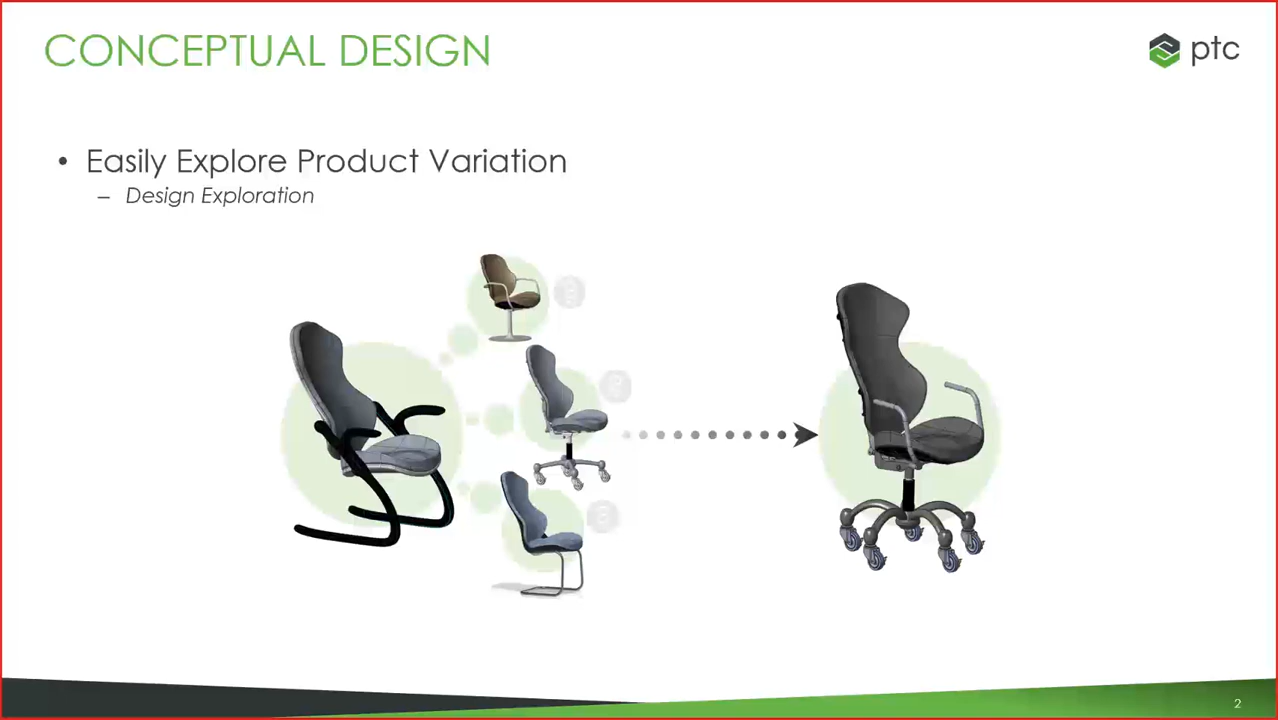 CONCEPTUAL DESIGN
ptc
• Easily Explore Product Variation
– Design Exploration
2